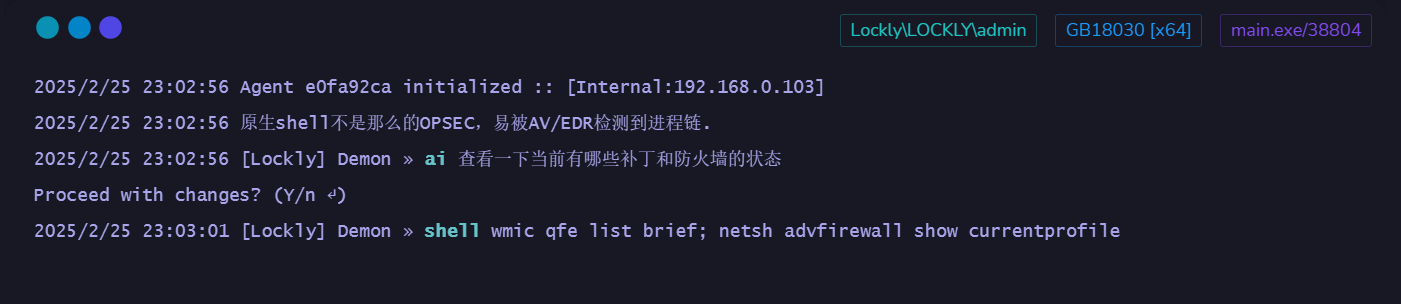 Lockly\LOCKLY\admin GB18030 [x64] main.exe/38804
2025/2/25 23:02:56 Agent e0fa92ca initialized :: [Internal:192.168.0.103]
2025/2/25 23:02:56 原生shell不是那么的OPSEC，易被AV/EDR检测到进程链.
2025/2/25 23:02:56 [Lockly] Demon » ai 查看一下当前有哪些补丁和防火墙的状态
Proceed with changes? (Y/n ⏎)
2025/2/25 23:03:01 [Lockly] Demon » shell wmic qfe list brief; netsh advfirewall show currentprofile